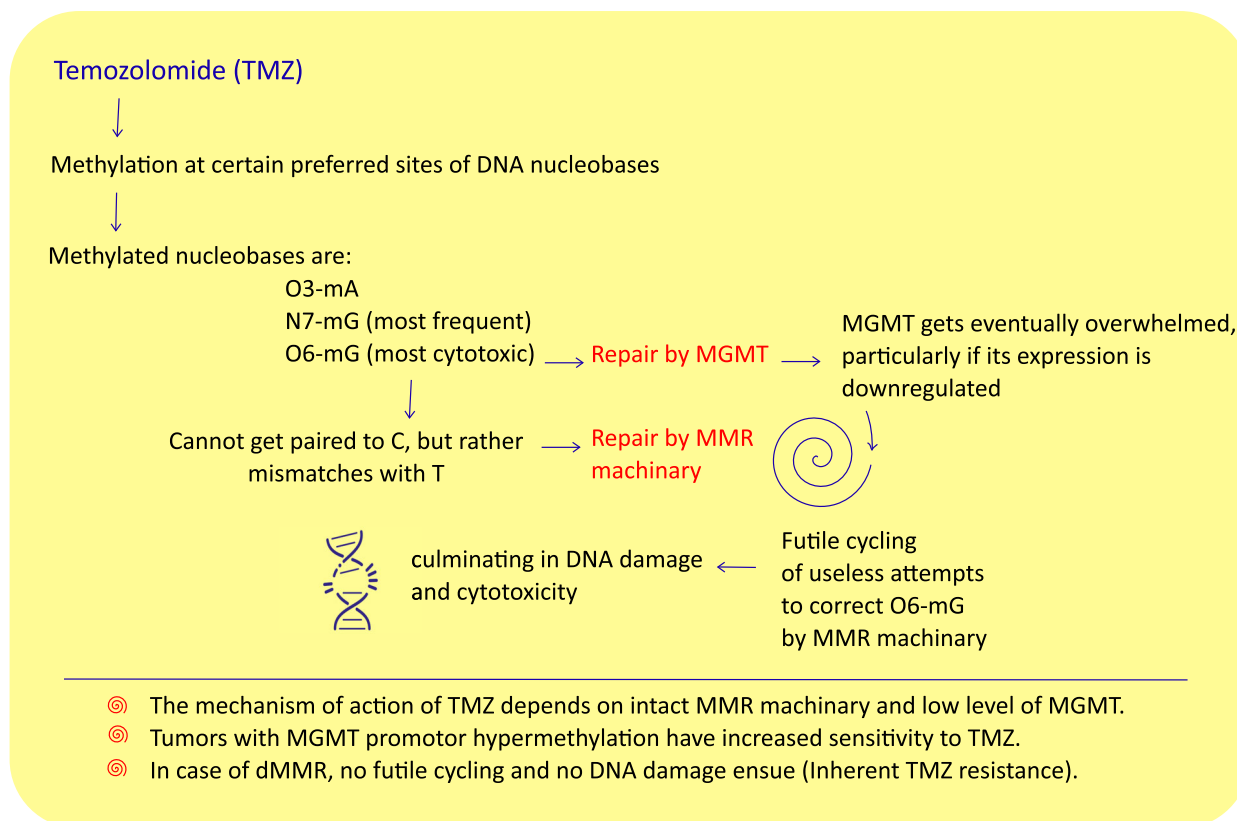 Temozolomide (TMZ)
Methylation at certain preferred sites of DNA nucleobases
Methylated nucleobases are:
O3-mA
N7-mG (most frequent)
O6-mG (most cytotoxic)
Repair by MGMT
MGMT gets eventually overwhelmed,
particularly if its expression is
downregulated
Cannot get paired to C, but rather
mismatches with T
Repair by MMR
machinary
Futile cycling
of useless attempts
to correct O6-mG
by MMR machinary
culminating in DNA damage
and cytotoxicity
The mechanism of action of TMZ depends on intact MMR machinary and low level of MGMT.
Tumors with MGMT promotor hypermethylation have increased sensitivity to TMZ.
In case of dMMR, no futile cycling and no DNA damage ensue (Inherent TMZ resistance).